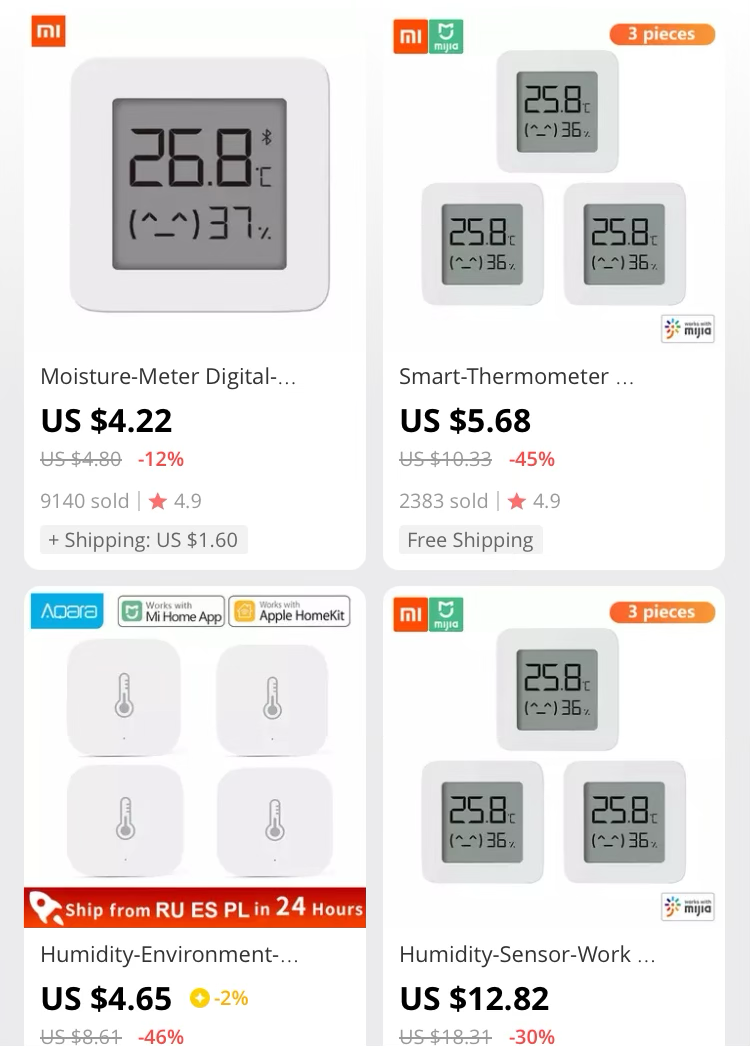 mi
26.8 °C
(^_^) 37 %
Moisture-Meter Digital-...
US $4.22
US $4.80 -12%
9140 sold | ★ 4.9
+ Shipping: US $1.60
mi mijia
3 pieces
25.8 °C
(^_^) 36 %
25.8 °C
(^_^) 36 %
25.8 °C
(^_^) 36 %
works with
mijia
Smart-Thermometer ...
US $5.68
US $10.33 -45%
2383 sold | ★ 4.9
Free Shipping
Aqara
Works with
Mi Home App
Works with
Apple HomeKit
Ship from RU ES PL in 24 Hours
Humidity-Environment-...
US $4.65 -2%
US $8.61 -46%
mi mijia
3 pieces
25.8 °C
(^_^) 36 %
25.8 °C
(^_^) 36 %
25.8 °C
(^_^) 36 %
works with
mijia
Humidity-Sensor-Work ...
US $12.82
US $18.31 -30%